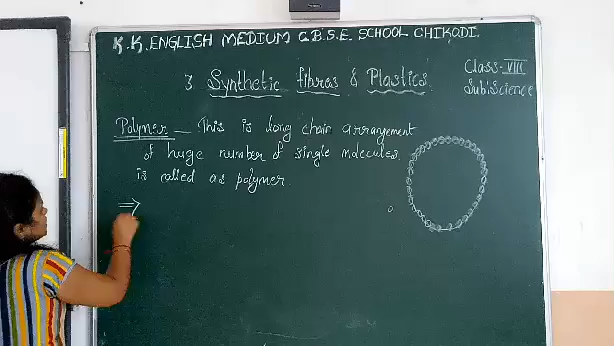 K.K. ENGLISH MEDIUM C.B.S.E. SCHOOL CHIKODI.
3 Synthetic fibres & Plastics
Class:- VIII
Sub:Science
Polymer _ This is long chain arrangement
of huge number of single molecules
is called as polymer.
⇒